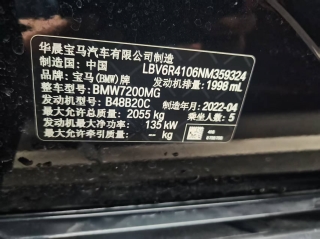 华晨宝马汽车有限公司制造
制造国：中国 LBV6R4106NM359324
品牌：宝马(BMW)牌 发动机排量：1998 mL
整车型号：BMW7200MG
发动机型号：B48B20C 制造年月：2022-04
最大允许总质量：2055 kg 乘坐人数：5
发动机最大净功率：135 kW
最大允许牵引质量：-- kg